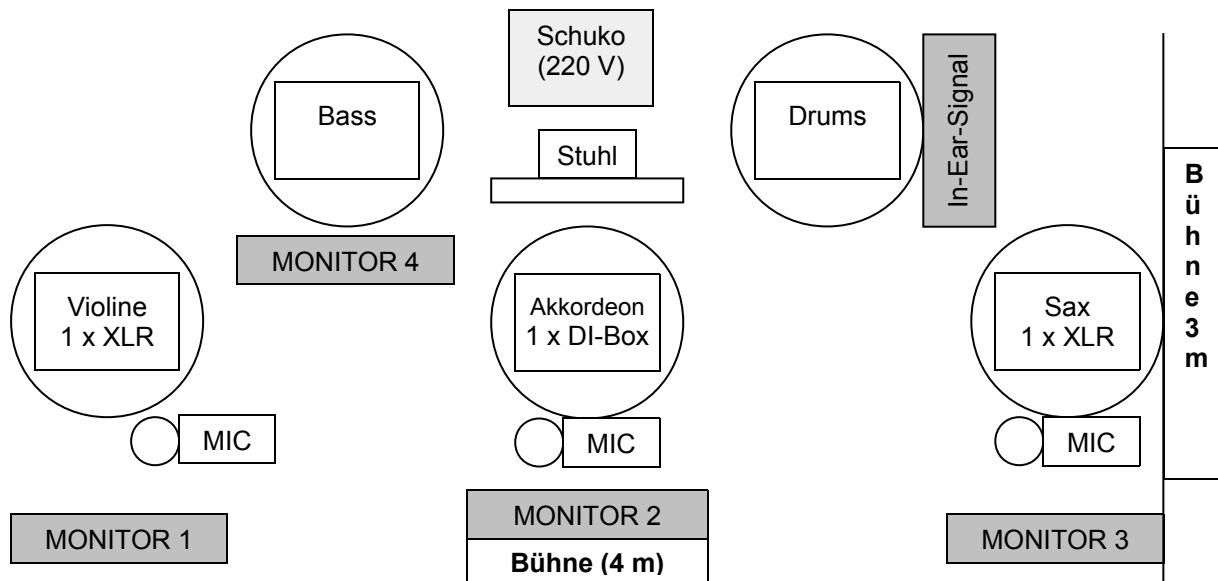 Schuko
(220 V)
Bass
Drums
In-Ear-Signal
Stuhl
MONITOR 4
Violine
1 x XLR
Akkordeon
1 x DI-Box
Sax
1 x XLR
B
ü
h
n
e
3
m
MIC
MIC
MIC
MONITOR 1
MONITOR 2
MONITOR 3
Bühne (4 m)